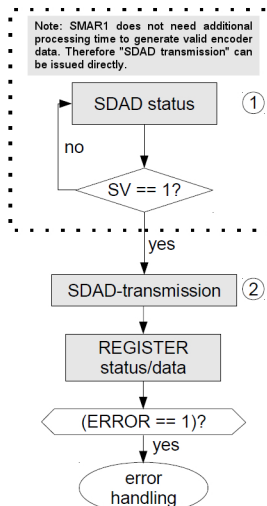 Note: SMAR1 does not need additional
processing time to generate valid encoder
data. Therefore "SDAD transmission" can
be issued directly.
SDAD status
1
no
SV == 1?
yes
SDAD-transmission
2
REGISTER
status/data
(ERROR == 1)?
yes
error
handling